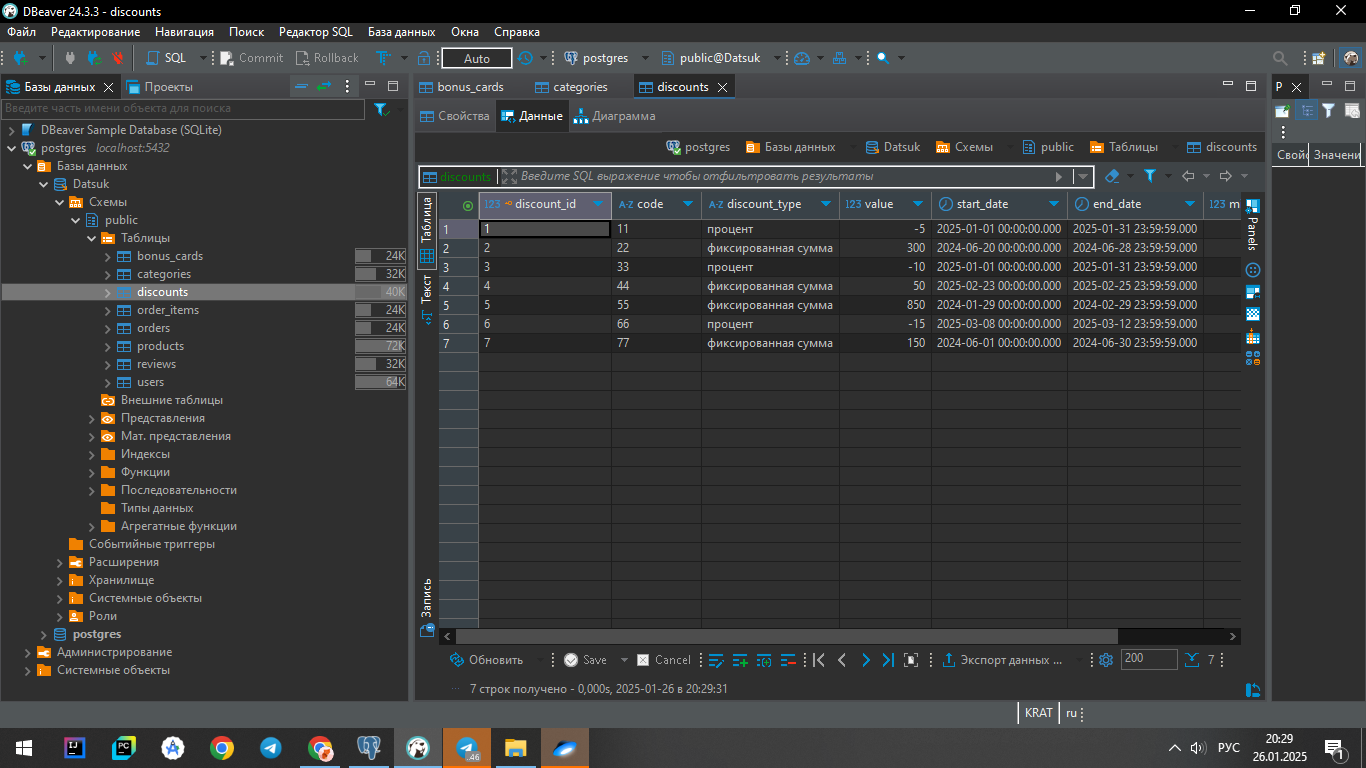 DBeaver 24.3.3 - discounts
Файл Редактирование Навигация Поиск Редактор SQL База данных Окна Справка
SQL Commit Rollback Auto postgres public@Datsuk
Базы данных Проекты
Введите часть имени объекта для поиска
DBeaver Sample Database (SQLite)
postgres localhost:5432
Базы данных
Datsuk
Схемы
public
Таблицы
bonus_cards 24K
categories 32K
discounts 40K
order_items 24K
orders 24K
products 72K
reviews 32K
users 64K
Внешние таблицы
Представления
Мат. представления
Индексы
Функции
Последовательности
Типы данных
Агрегатные функции
Событийные триггеры
Расширения
Хранилище
Системные объекты
Роли
postgres
Администрирование
Системные объекты
bonus_cards categories discounts
Свойства Данные Диаграмма
postgres Базы данных Datsuk Схемы public Таблицы discounts
discounts Введите SQL выражение чтобы отфильтровать результаты
Таблица
Текст
Запись
123 discount_id A-Z code A-Z discount_type 123 value start_date end_date 123 m
1 1 11 процент -5 2025-01-01 00:00:00.000 2025-01-31 23:59:59.000
2 2 22 фиксированная сумма 300 2024-06-20 00:00:00.000 2024-06-28 23:59:59.000
3 3 33 процент -10 2025-01-01 00:00:00.000 2025-01-31 23:59:59.000
4 4 44 фиксированная сумма 50 2025-02-23 00:00:00.000 2025-02-25 23:59:59.000
5 5 55 фиксированная сумма 850 2024-01-29 00:00:00.000 2024-02-29 23:59:59.000
6 6 66 процент -15 2025-03-08 00:00:00.000 2025-03-12 23:59:59.000
7 7 77 фиксированная сумма 150 2024-06-01 00:00:00.000 2024-06-30 23:59:59.000
Panels
Р
Свой Значени
Обновить Save Cancel Экспорт данных ... 200 7
7 строк получено - 0,000s, 2025-01-26 в 20:29:31
KRAT ru
IJ PC ..46 РУС 20:29
26.01.2025 1